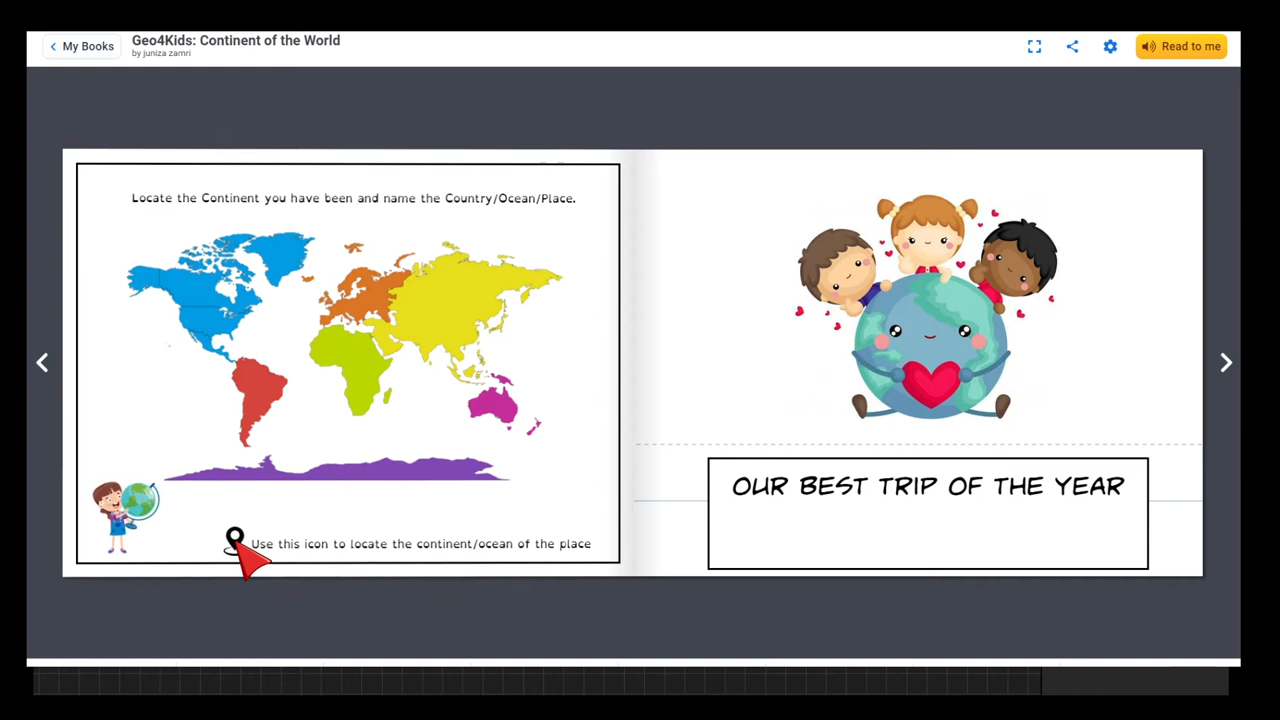 My Books
Geo4Kids: Continent of the World
by juniza zamri
Read to me
Locate the Continent you have been and name the Country/Ocean/Place.
Use this icon to locate the continent/ocean of the place
OUR BEST TRIP OF THE YEAR